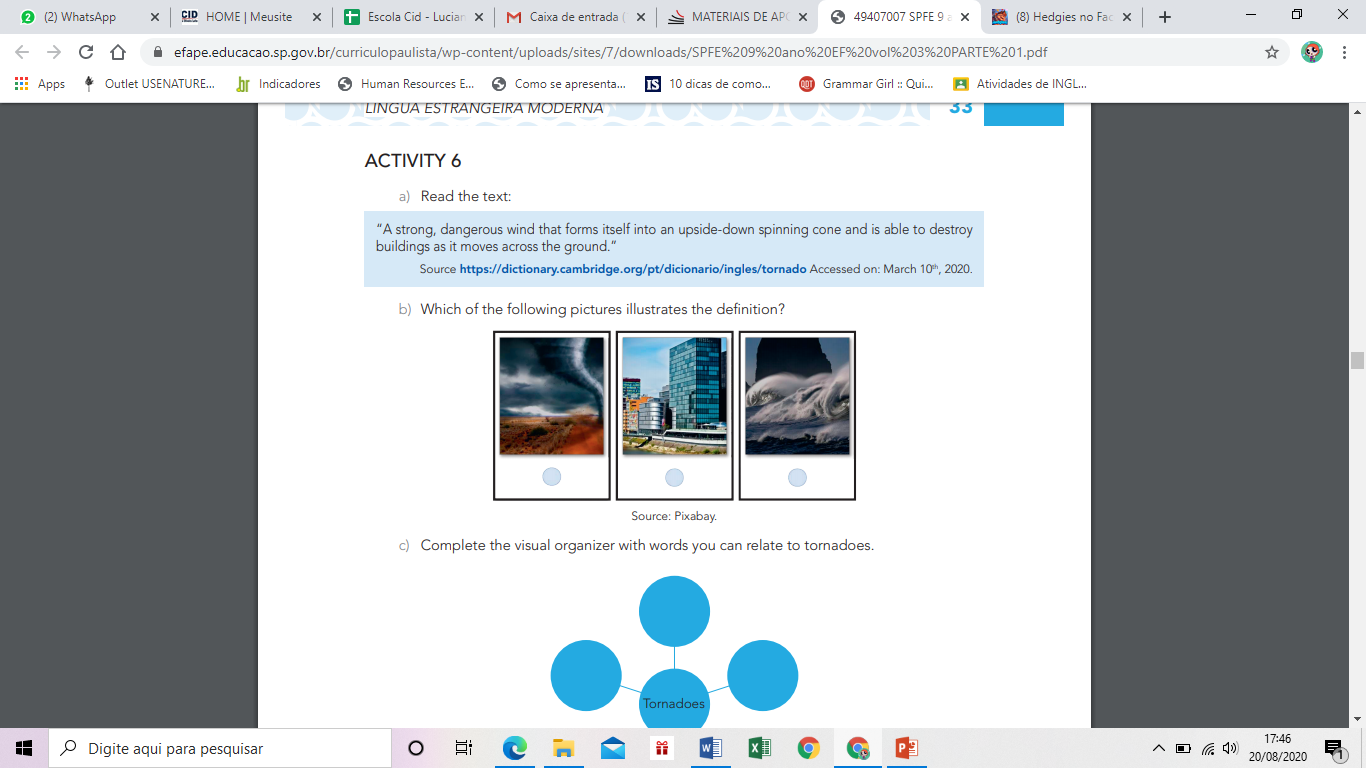 (2) WhatsApp
CID HOME | Meusite
Escola Cid - Lucian
Caixa de entrada (
MATERIAIS DE APO
49407007 SPFE 9 a
(8) Hedgies no Fac
efape.educacao.sp.gov.br/curriculopaulista/wp-content/uploads/sites/7/downloads/SPFE%209%20ano%20EF%20vol%203%20PARTE%201.pdf
Apps
Outlet USENATURE...
Indicadores
Human Resources E...
Como se apresenta...
10 dicas de como...
Grammar Girl :: Qui...
Atividades de INGL...
LÍNGUA ESTRANGEIRA MODERNA 33
ACTIVITY 6
a) Read the text:
“A strong, dangerous wind that forms itself into an upside-down spinning cone and is able to destroy
buildings as it moves across the ground.”
Source https://dictionary.cambridge.org/pt/dicionario/ingles/tornado Accessed on: March 10th, 2020.
b) Which of the following pictures illustrates the definition?
Source: Pixabay.
c) Complete the visual organizer with words you can relate to tornadoes.
Tornadoes
Digite aqui para pesquisar
17:46
20/08/2020
1